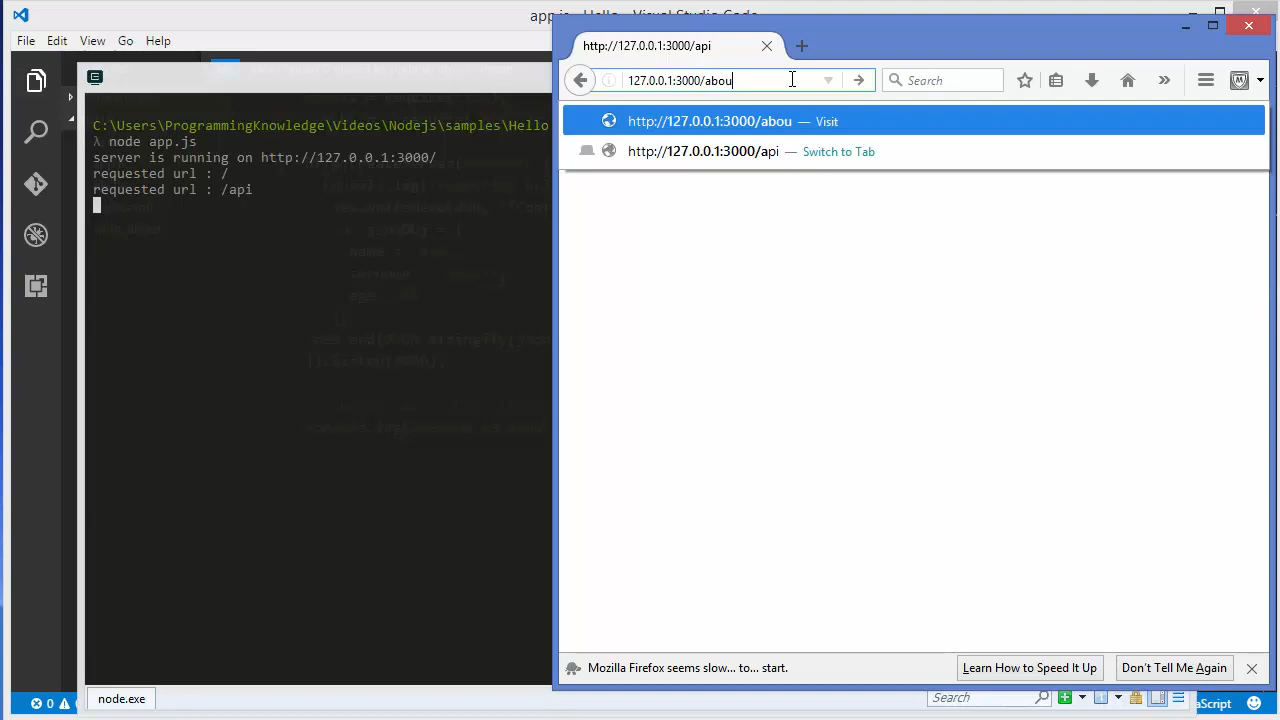 app.js - Hello - Visual Studio Code
File Edit View Go Help
http://127.0.0.1:3000/api
127.0.0.1:3000/abou
Search
http://127.0.0.1:3000/abou — Visit
http://127.0.0.1:3000/api — Switch to Tab
C:\Users\ProgrammingKnowledge\Videos\Nodejs\samples\Hello
λ node app.js
server is running on http://127.0.0.1:3000/
requested url : /
requested url : /api
Mozilla Firefox seems slow... to... start.
Learn How to Speed It Up
Don't Tell Me Again
node.exe
Search
0
vaScript